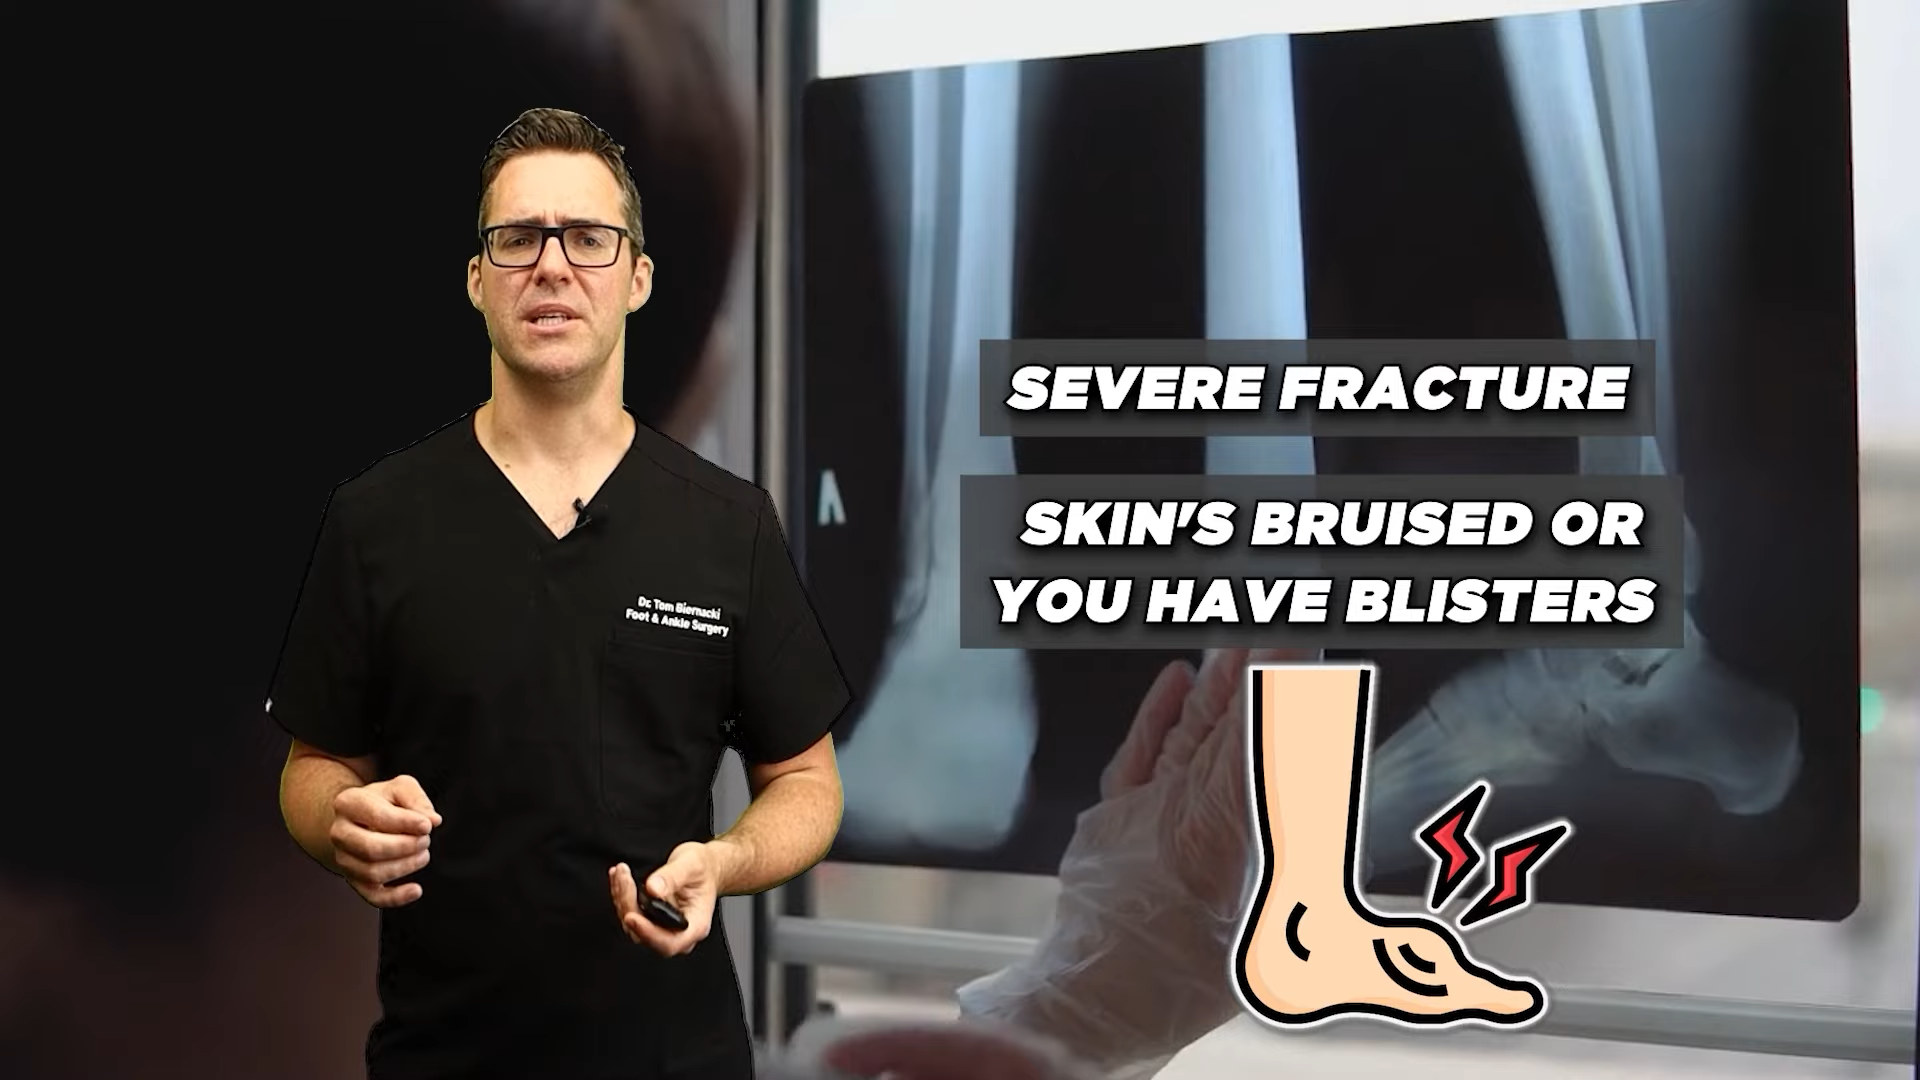 SEVERE FRACTURE
SKIN'S BRUISED OR
YOU HAVE BLISTERS
Dr. Tom Biernacki
Foot & Ankle Surgery
A